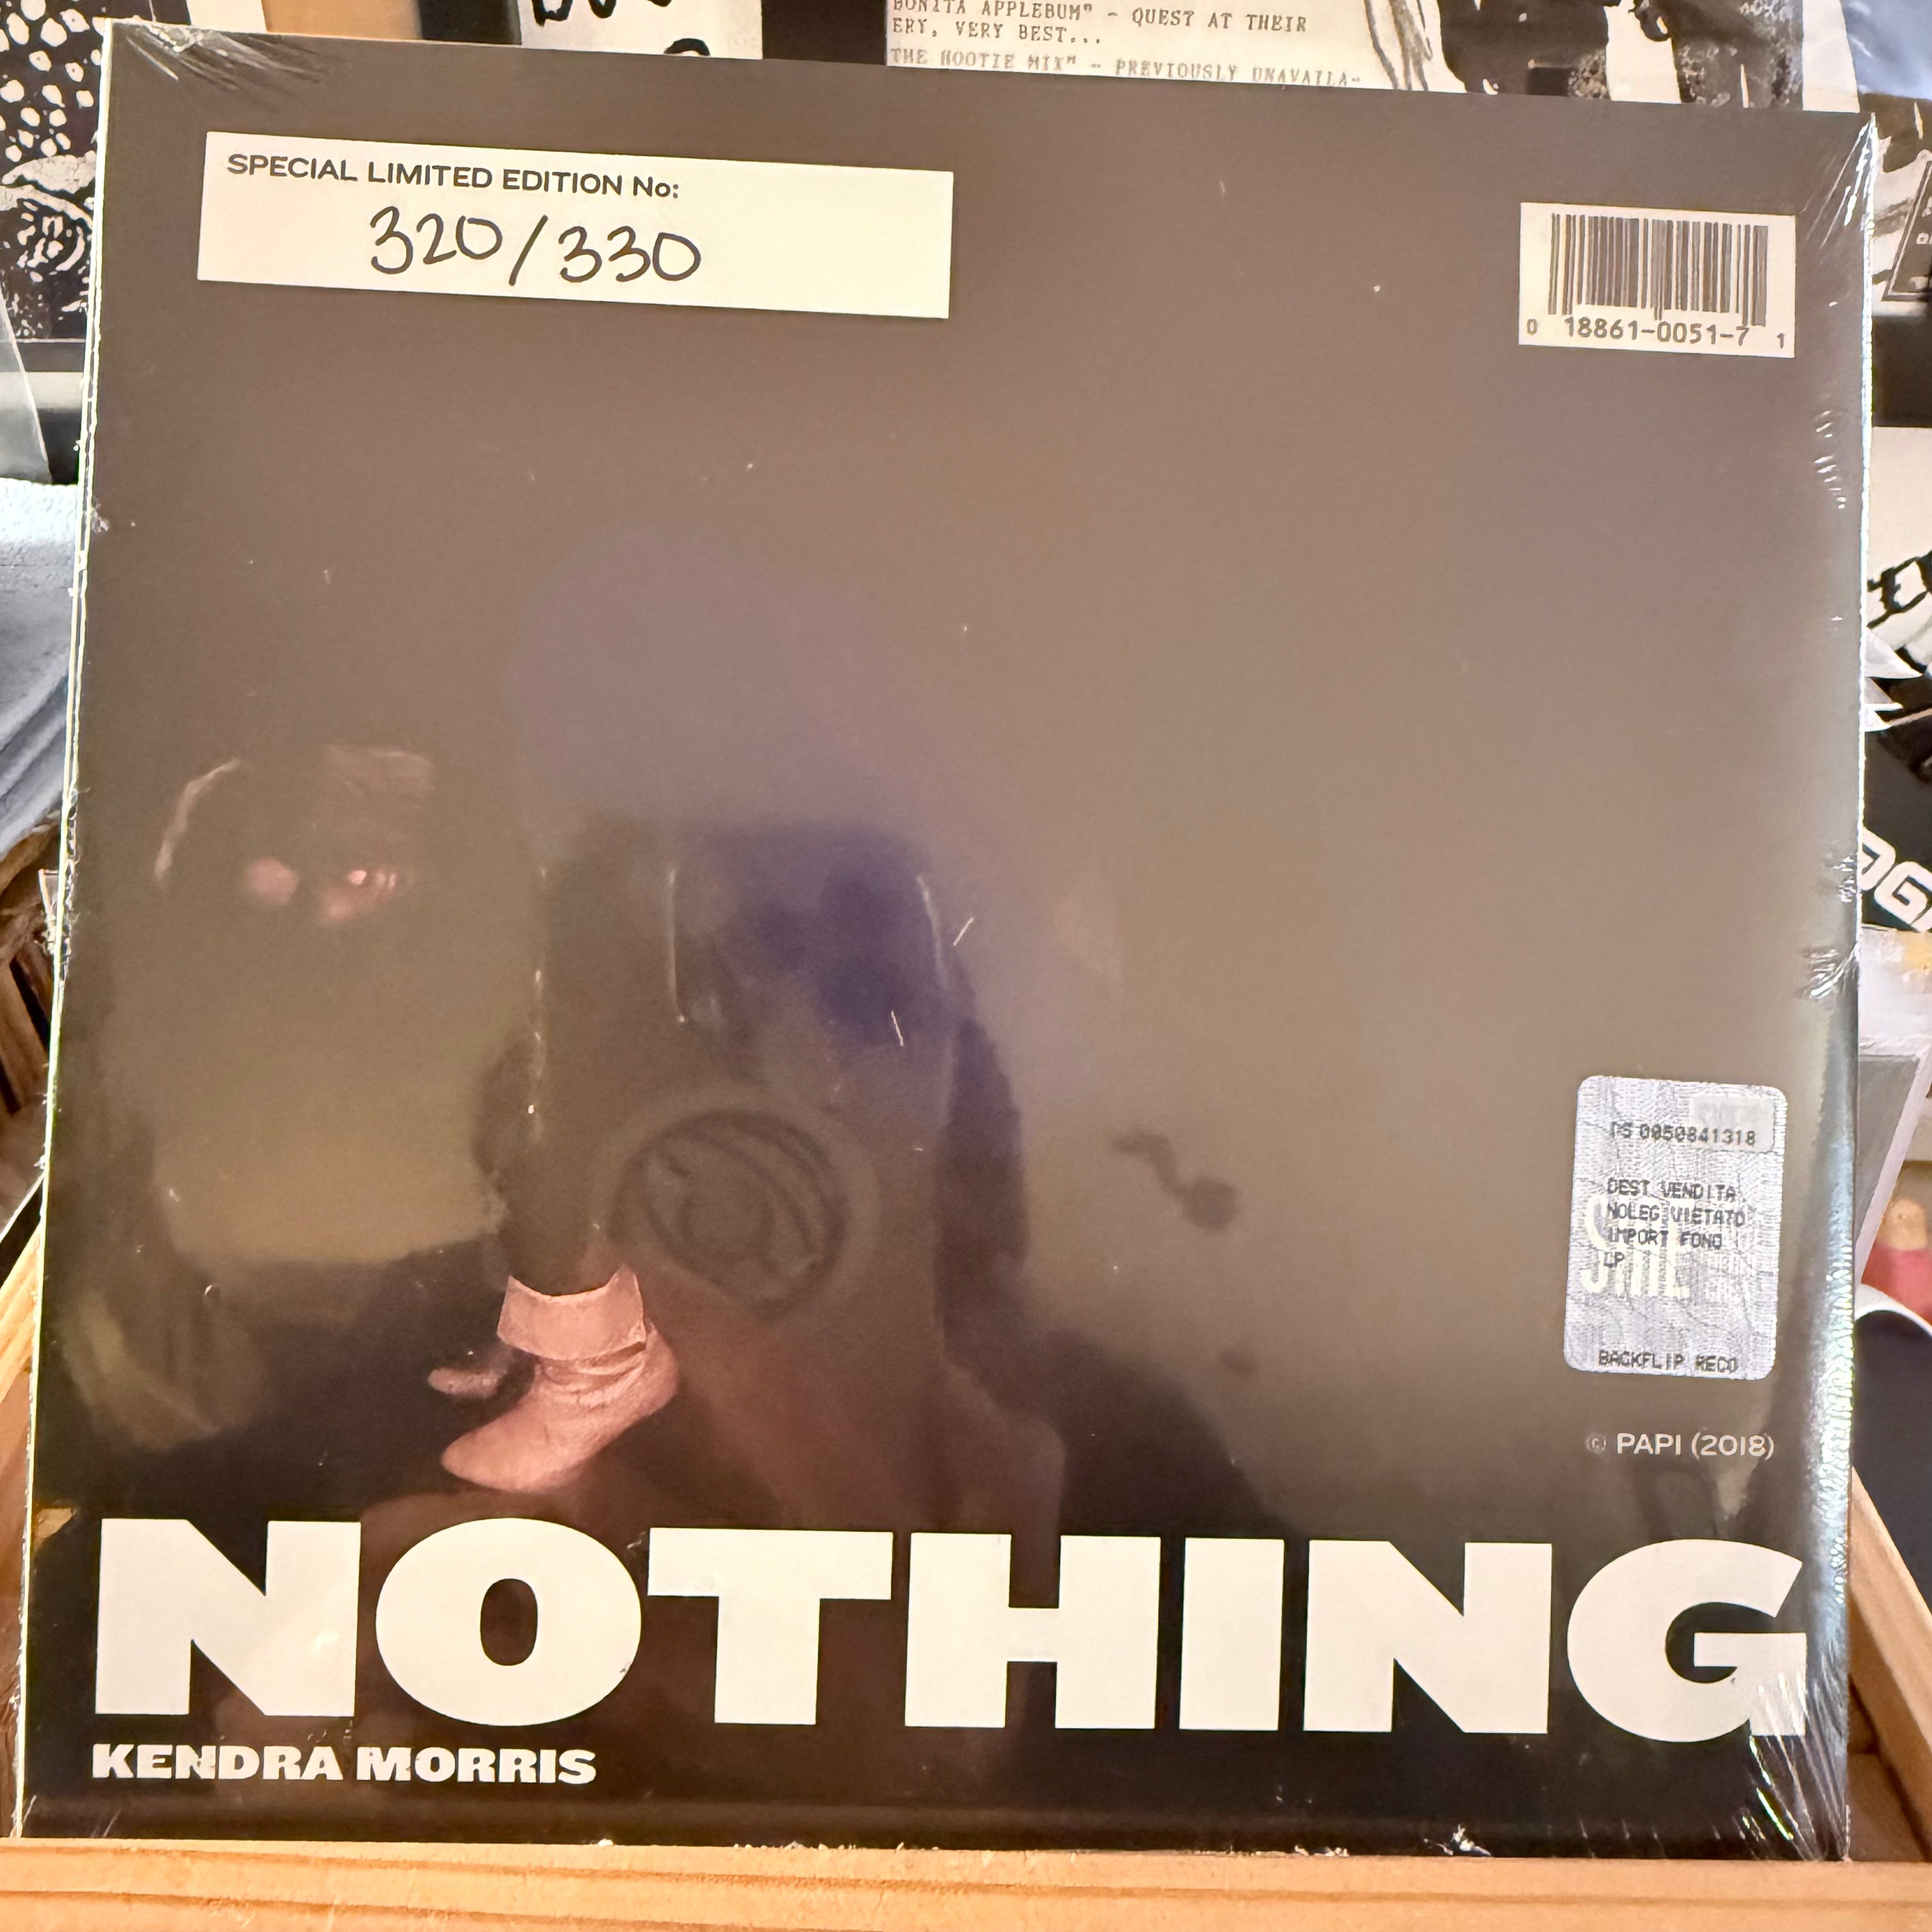 BONITA APPLEBUM" - QUEST AT THEIR
ERY, VERY BEST...
THE HOOTIE MIX" - PREVIOUSLY UNAVAILA-
SPECIAL LIMITED EDITION No:
320/330
0 18861-0051-7 1
0050841318
DEST VENDITA
NOLEG VIETATO
IMPORT FONO
LP
BACKFLIP RECO
© PAPI (2018)
NOTHING
KENDRA MORRIS